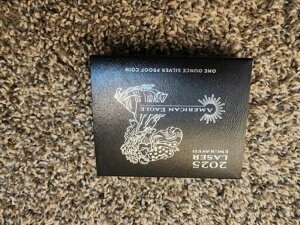 2025
LASER
ENGRAVED
AMERICAN EAGLE
ONE OUNCE SILVER PROOF COIN